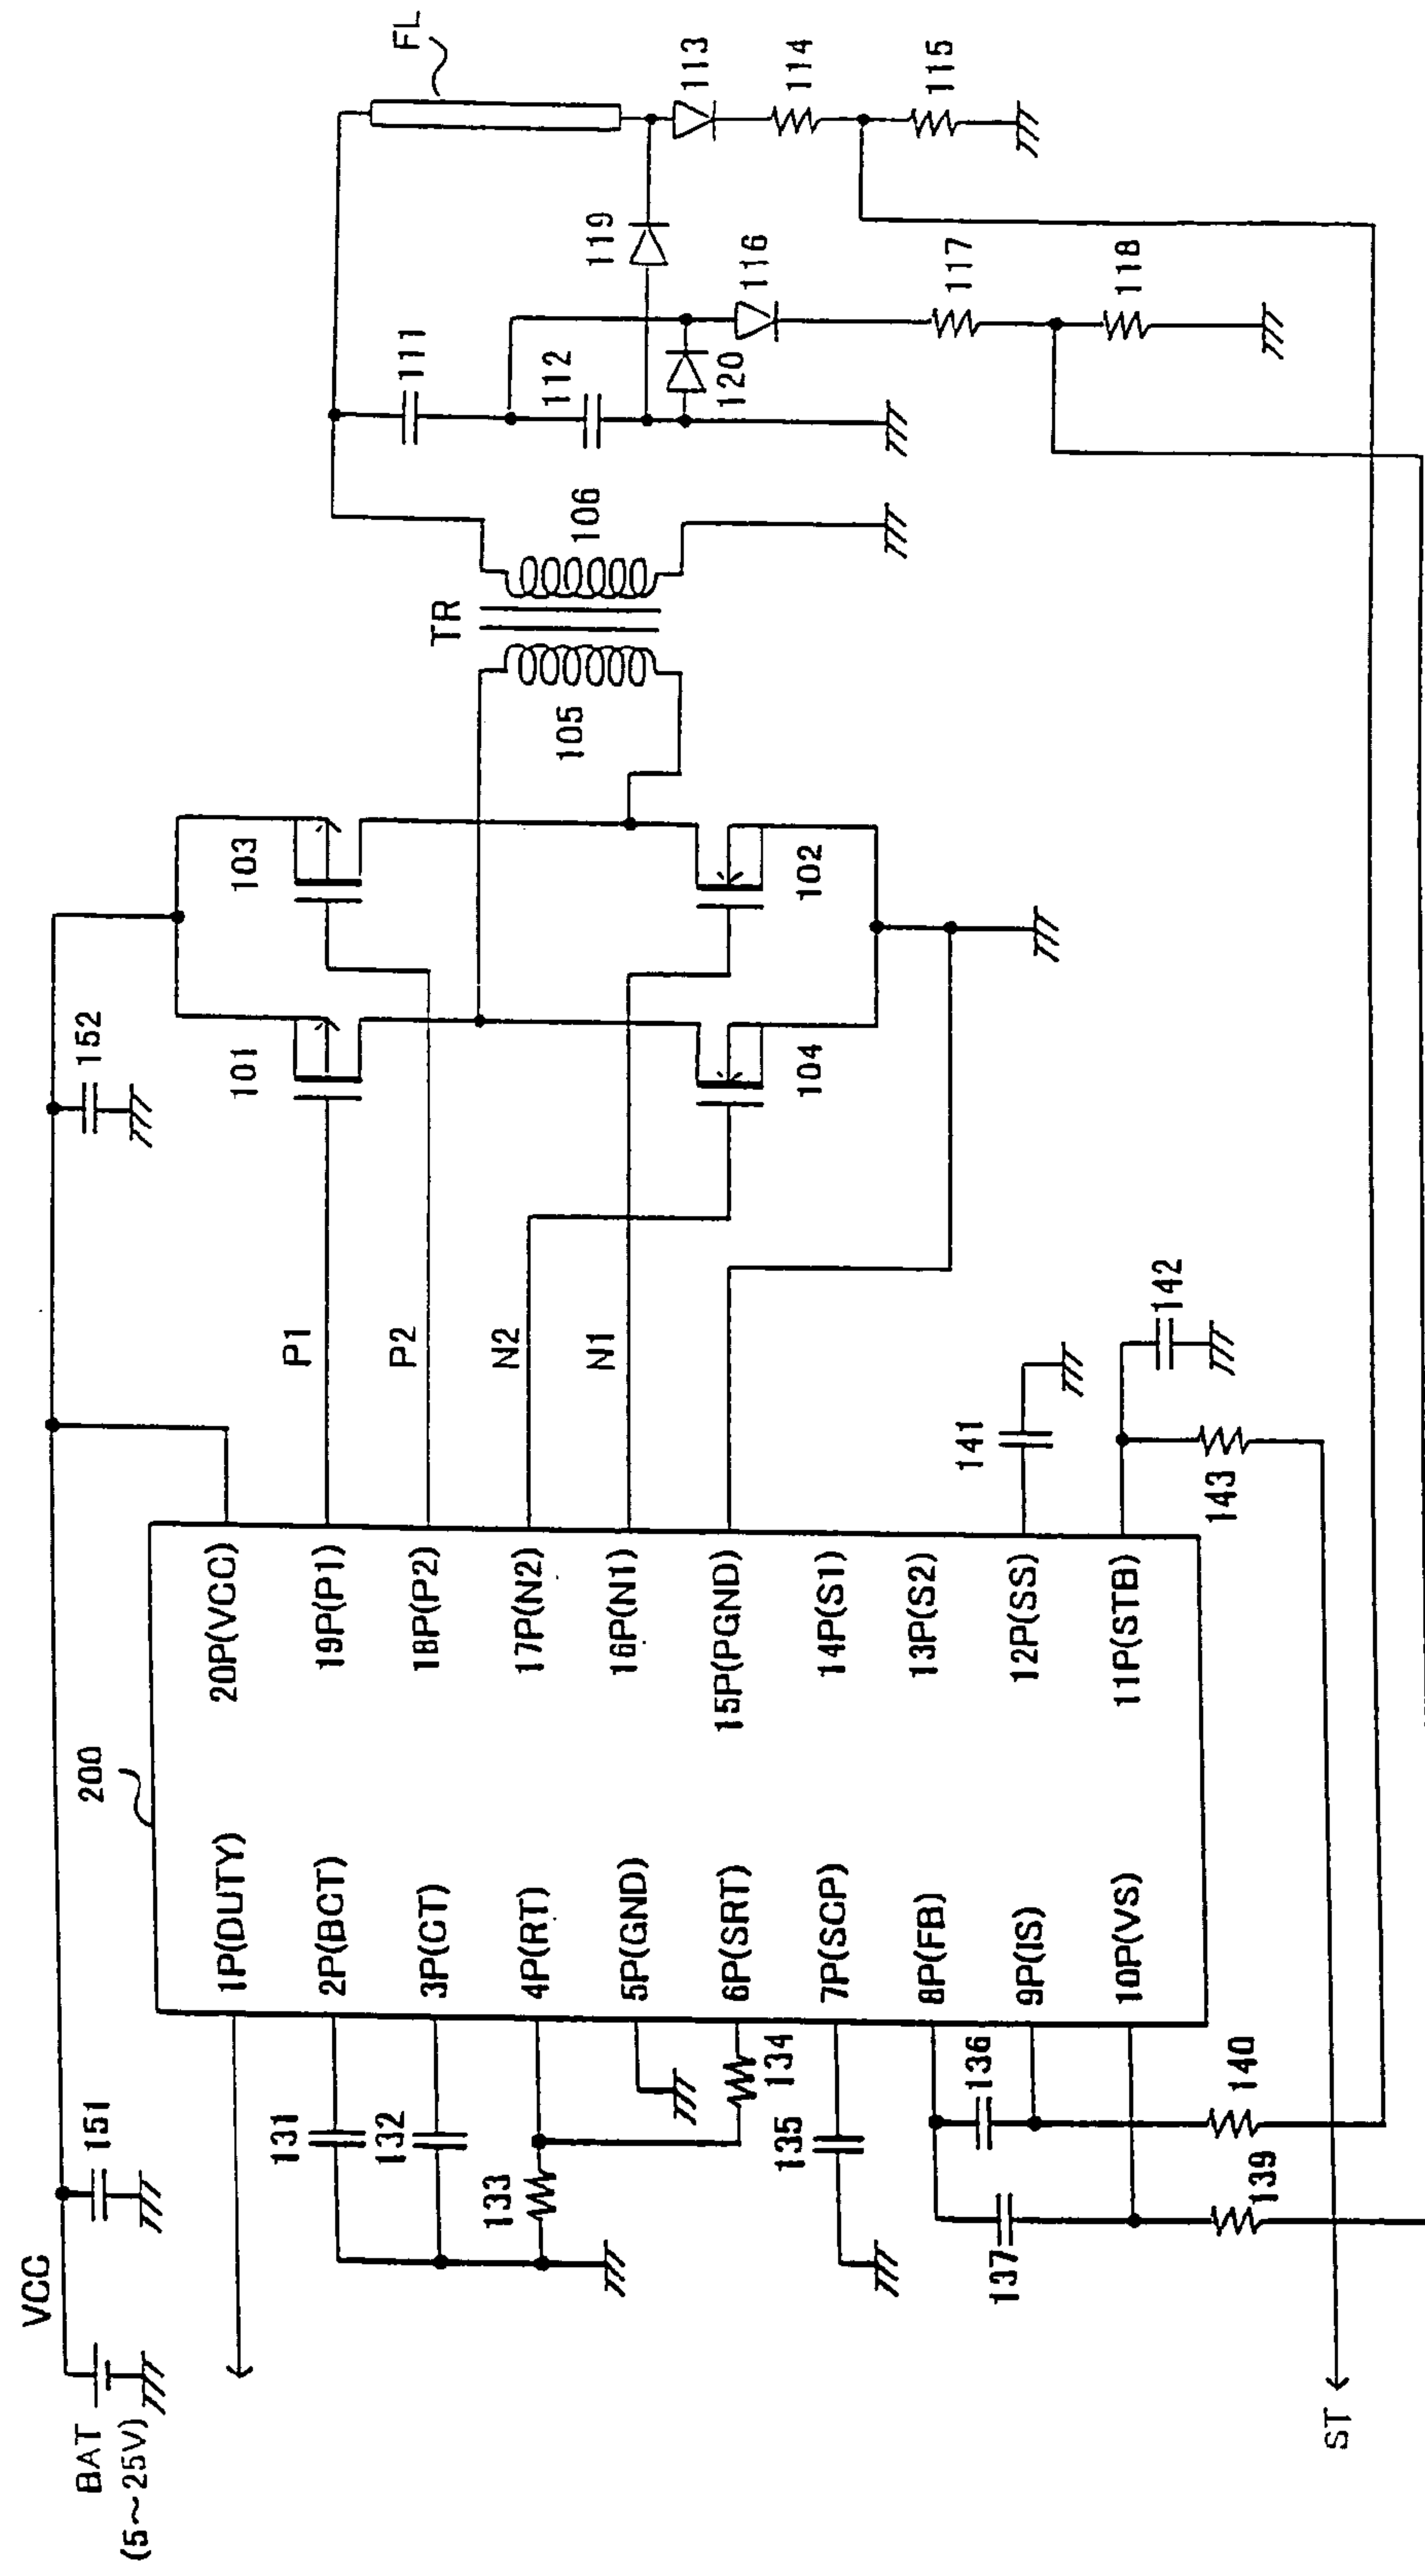 BAT
(5~25V)
VCC
151
152
200
1P(DUTY)
2P(BCT)
3P(CT)
4P(RT)
5P(GND)
6P(SRT)
7P(SCP)
8P(FB)
9P(IS)
10P(VS)
20P(VCC)
19P(P1)
18P(P2)
17P(N2)
16P(N1)
15P(PGND)
14P(S1)
13P(S2)
12P(SS)
11P(STB)
131
132
133
134
135
136
137
139
140
ST
P1
P2
N2
N1
141
142
143
101
103
104
102
TR
105
106
111
112
119
120
116
117
118
FL
113
114
115